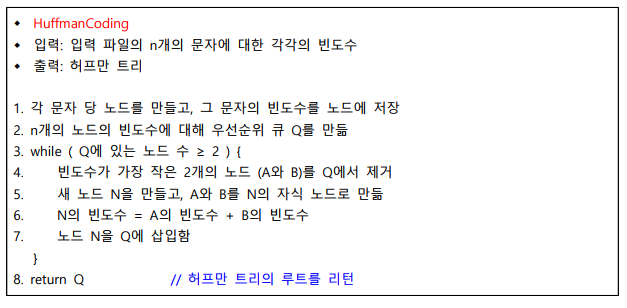 ◆ HuffmanCoding
◆ 입력: 입력 파일의 n개의 문자에 대한 각각의 빈도수
◆ 출력: 허프만 트리
1. 각 문자 당 노드를 만들고, 그 문자의 빈도수를 노드에 저장
2. n개의 노드의 빈도수에 대해 우선순위 큐 Q를 만듦
3. while ( Q에 있는 노드 수 ≥ 2 ) {
4. 빈도수가 가장 작은 2개의 노드 (A와 B)를 Q에서 제거
5. 새 노드 N을 만들고, A와 B를 N의 자식 노드로 만듦
6. N의 빈도수 = A의 빈도수 + B의 빈도수
7. 노드 N을 Q에 삽입함
}
8. return Q // 허프만 트리의 루트를 리턴